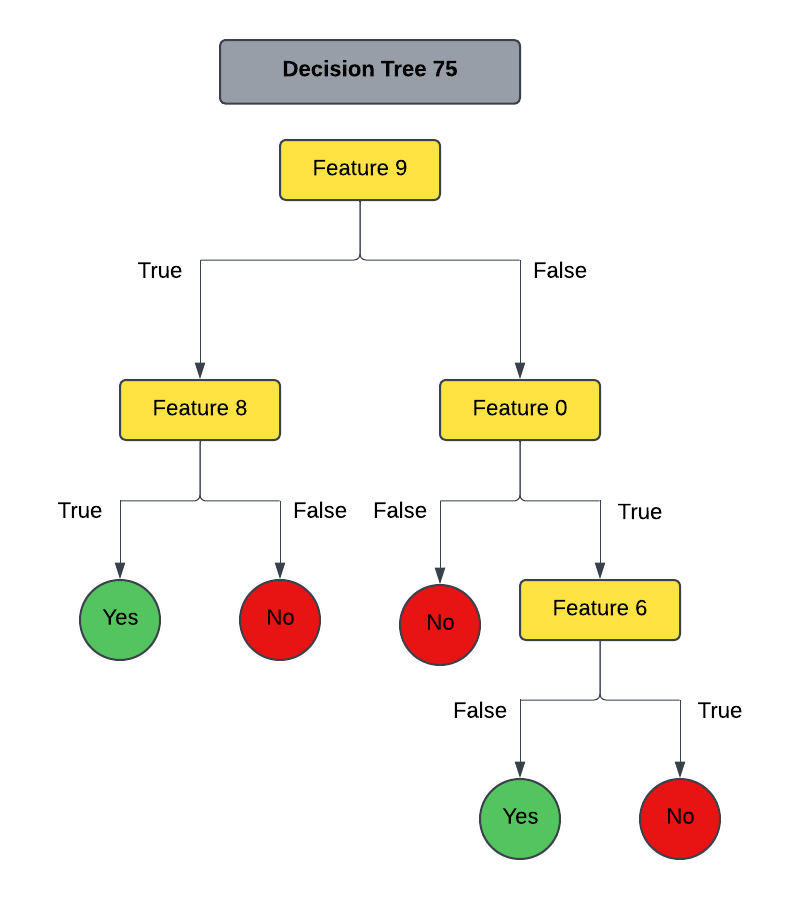 Decision Tree 75
Feature 9
True
False
Feature 8
Feature 0
True
False
False
True
Yes
No
No
Feature 6
False
True
Yes
No